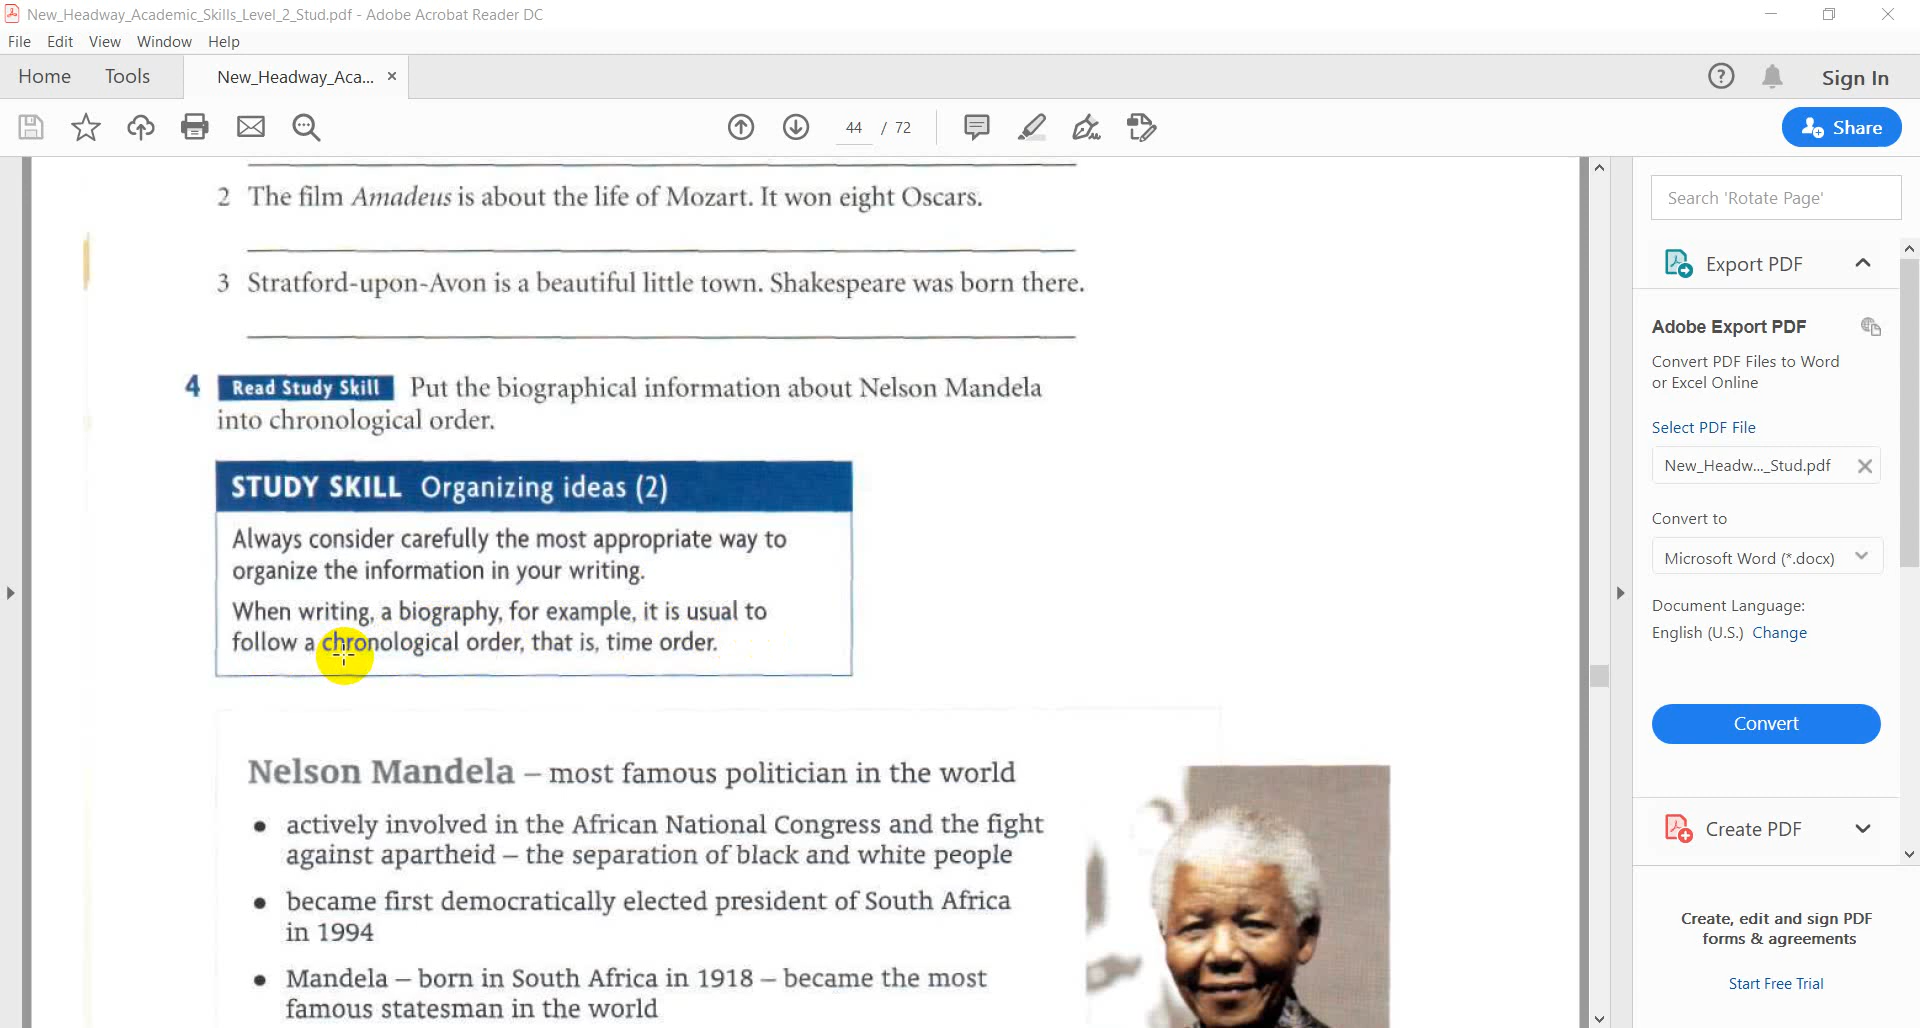 New_Headway_Academic_Skills_Level_2_Stud.pdf - Adobe Acrobat Reader DC
File Edit View Window Help
Home Tools New_Headway_Aca... × Sign In
44 / 72 Share
2 The film Amadeus is about the life of Mozart. It won eight Oscars.
3 Stratford-upon-Avon is a beautiful little town. Shakespeare was born there.
4 Read Study Skill Put the biographical information about Nelson Mandela
into chronological order.
STUDY SKILL Organizing ideas (2)
Always consider carefully the most appropriate way to
organize the information in your writing.
When writing, a biography, for example, it is usual to
follow a chronological order, that is, time order.
Nelson Mandela – most famous politician in the world
• actively involved in the African National Congress and the fight
against apartheid – the separation of black and white people
• became first democratically elected president of South Africa
in 1994
• Mandela – born in South Africa in 1918 – became the most
famous statesman in the world
Search 'Rotate Page'
Export PDF
Adobe Export PDF
Convert PDF Files to Word
or Excel Online
Select PDF File
New_Headw..._Stud.pdf
Convert to
Microsoft Word (*.docx)
Document Language:
English (U.S.) Change
Convert
Create PDF
Create, edit and sign PDF
forms & agreements
Start Free Trial